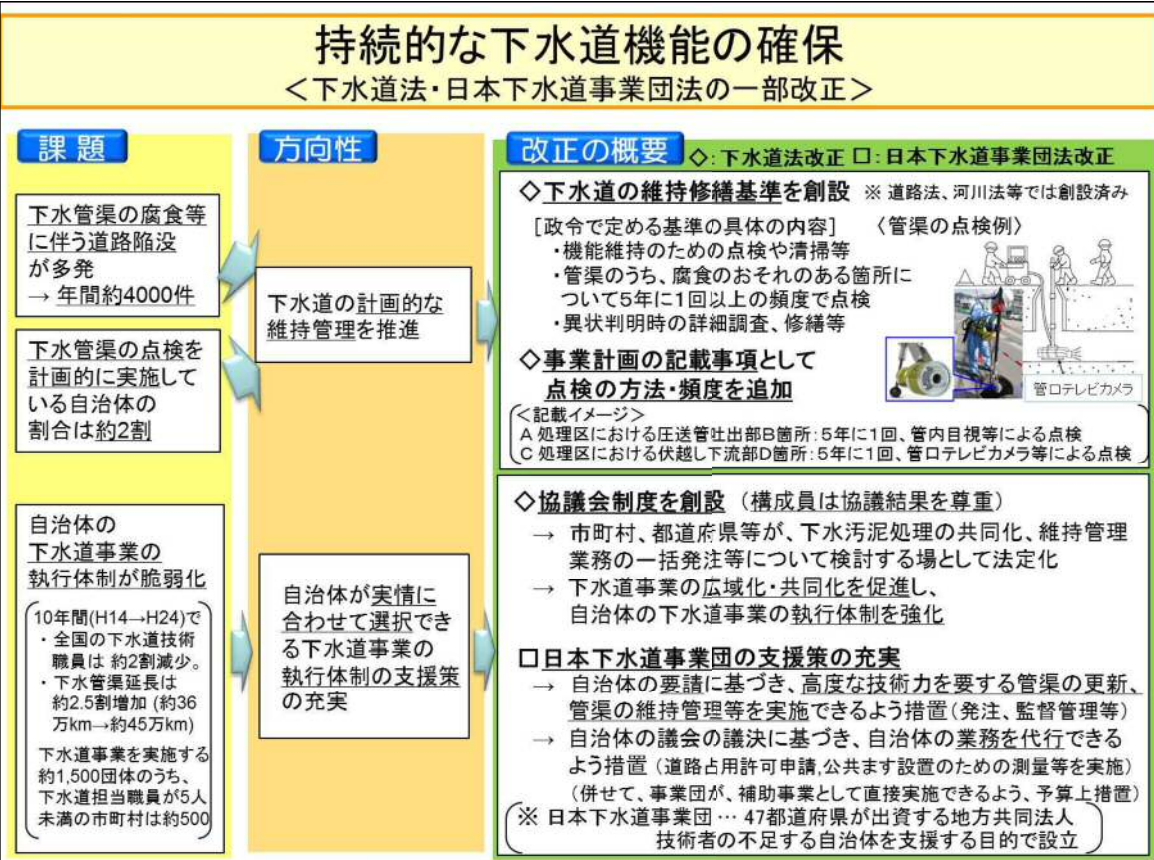 持続的な下水道機能の確保
＜下水道法・日本下水道事業団法の一部改正＞
課 題
下水管渠の腐食等
に伴う道路陥没
が多発
→ 年間約4000件
下水管渠の点検を
計画的に実施して
いる自治体の
割合は約2割
自治体の
下水道事業の
執行体制が脆弱化
10年間(H14→H24)で
・全国の下水道技術
職員は 約2割減少。
・下水管渠延長は
約2.5割増加 (約36
万km→約45万km)
下水道事業を実施する
約1,500団体のうち、
下水道担当職員が5人
未満の市町村は約500
方向性
下水道の計画的な
維持管理を推進
自治体が実情に
合わせて選択でき
る下水道事業の
執行体制の支援策
の充実
改正の概要 ◇：下水道法改正 □：日本下水道事業団法改正
◇下水道の維持修繕基準を創設 ※ 道路法、河川法等では創設済み
[政令で定める基準の具体の内容] 〈管渠の点検例〉
・機能維持のための点検や清掃等
・管渠のうち、腐食のおそれのある箇所に
ついて5年に1回以上の頻度で点検
・異状判明時の詳細調査、修繕等
管口テレビカメラ
◇事業計画の記載事項として
点検の方法・頻度を追加
＜記載イメージ＞
A 処理区における圧送管吐出部B箇所：5年に1回、管内目視等による点検
C 処理区における伏越し下流部D箇所：5年に1回、管口テレビカメラ等による点検
◇協議会制度を創設 （構成員は協議結果を尊重）
→ 市町村、都道府県等が、下水汚泥処理の共同化、維持管理
業務の一括発注等について検討する場として法定化
→ 下水道事業の広域化・共同化を促進し、
自治体の下水道事業の執行体制を強化
□日本下水道事業団の支援策の充実
→ 自治体の要請に基づき、高度な技術力を要する管渠の更新、
管渠の維持管理等を実施できるよう措置（発注、監督管理等）
→ 自治体の議会の議決に基づき、自治体の業務を代行できる
よう措置（道路占用許可申請,公共ます設置のための測量等を実施）
（併せて、事業団が、補助事業として直接実施できるよう、予算上措置）
※ 日本下水道事業団 … 47都道府県が出資する地方共同法人
技術者の不足する自治体を支援する目的で設立